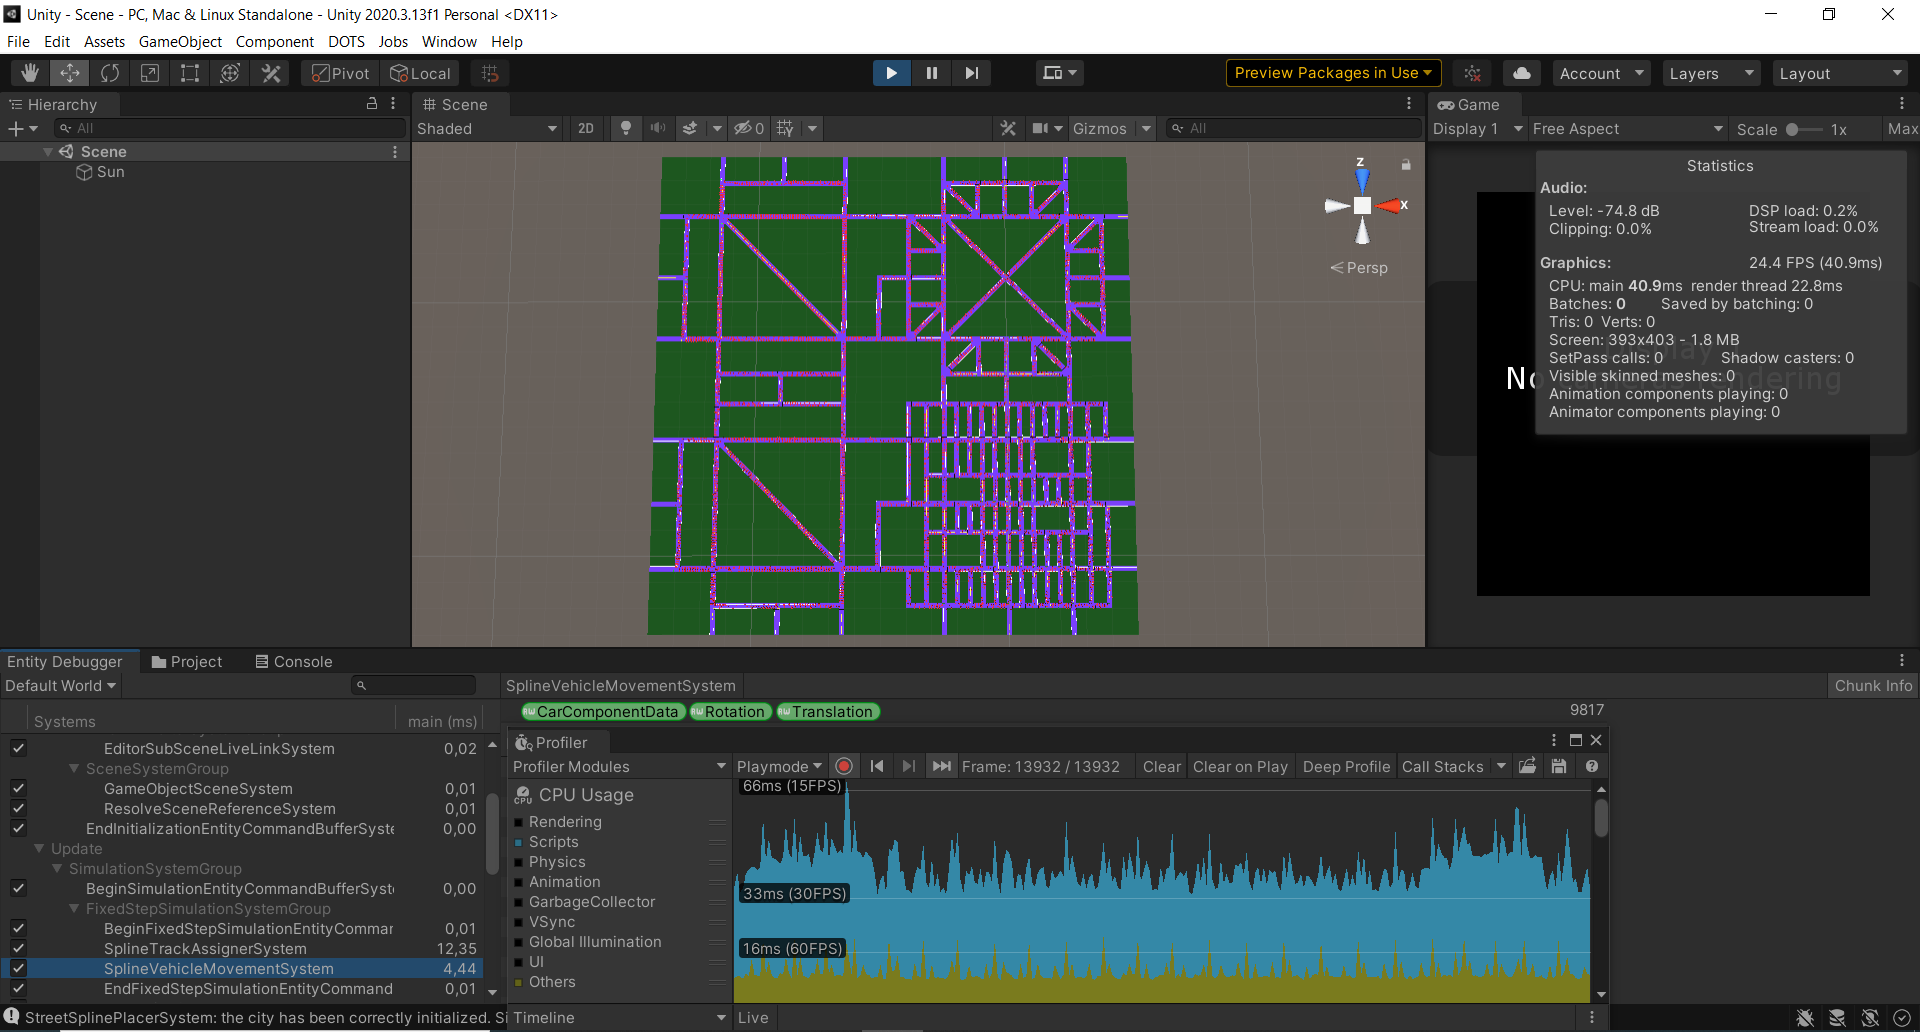 Unity - Scene - PC, Mac & Linux Standalone - Unity 2020.3.13f1 Personal <DX11>
File Edit Assets GameObject Component DOTS Jobs Window Help
Pivot Local Preview Packages in Use Account Layers Layout
Hierarchy
All
Scene
Sun
Scene
Shaded 2D 0 Gizmos All
z
x
Persp
Game
Display 1 Free Aspect Scale 1x Max
Statistics
Audio:
Level: -74.8 dB DSP load: 0.2%
Clipping: 0.0% Stream load: 0.0%
Graphics: 24.4 FPS (40.9ms)
CPU: main 40.9ms render thread 22.8ms
Batches: 0 Saved by batching: 0
Tris: 0 Verts: 0
Screen: 393x403 - 1.8 MB
SetPass calls: 0 Shadow casters: 0
Visible skinned meshes: 0
Animation components playing: 0
Animator components playing: 0
Entity Debugger Project Console
Default World
Systems main (ms)
EditorSubSceneLiveLinkSystem 0,02
SceneSystemGroup
GameObjectSceneSystem 0,01
ResolveSceneReferenceSystem 0,01
EndInitializationEntityCommandBufferSyste 0,00
Update
SimulationSystemGroup
BeginSimulationEntityCommandBufferSyst 0,00
FixedStepSimulationSystemGroup
BeginFixedStepSimulationEntityCommar 0,01
SplineTrackAssignerSystem 12,35
SplineVehicleMovementSystem 4,44
EndFixedStepSimulationEntityCommand 0,01
StreetSplinePlacerSystem: the city has been correctly initialized. Si
SplineVehicleMovementSystem Chunk Info
RW CarComponentData RW Rotation RW Translation 9817
Profiler
Profiler Modules Playmode Frame: 13932 / 13932 Clear Clear on Play Deep Profile Call Stacks
CPU Usage
Rendering
Scripts
Physics
Animation
GarbageCollector
VSync
Global Illumination
UI
Others
66ms (15FPS)
33ms (30FPS)
16ms (60FPS)
Timeline Live